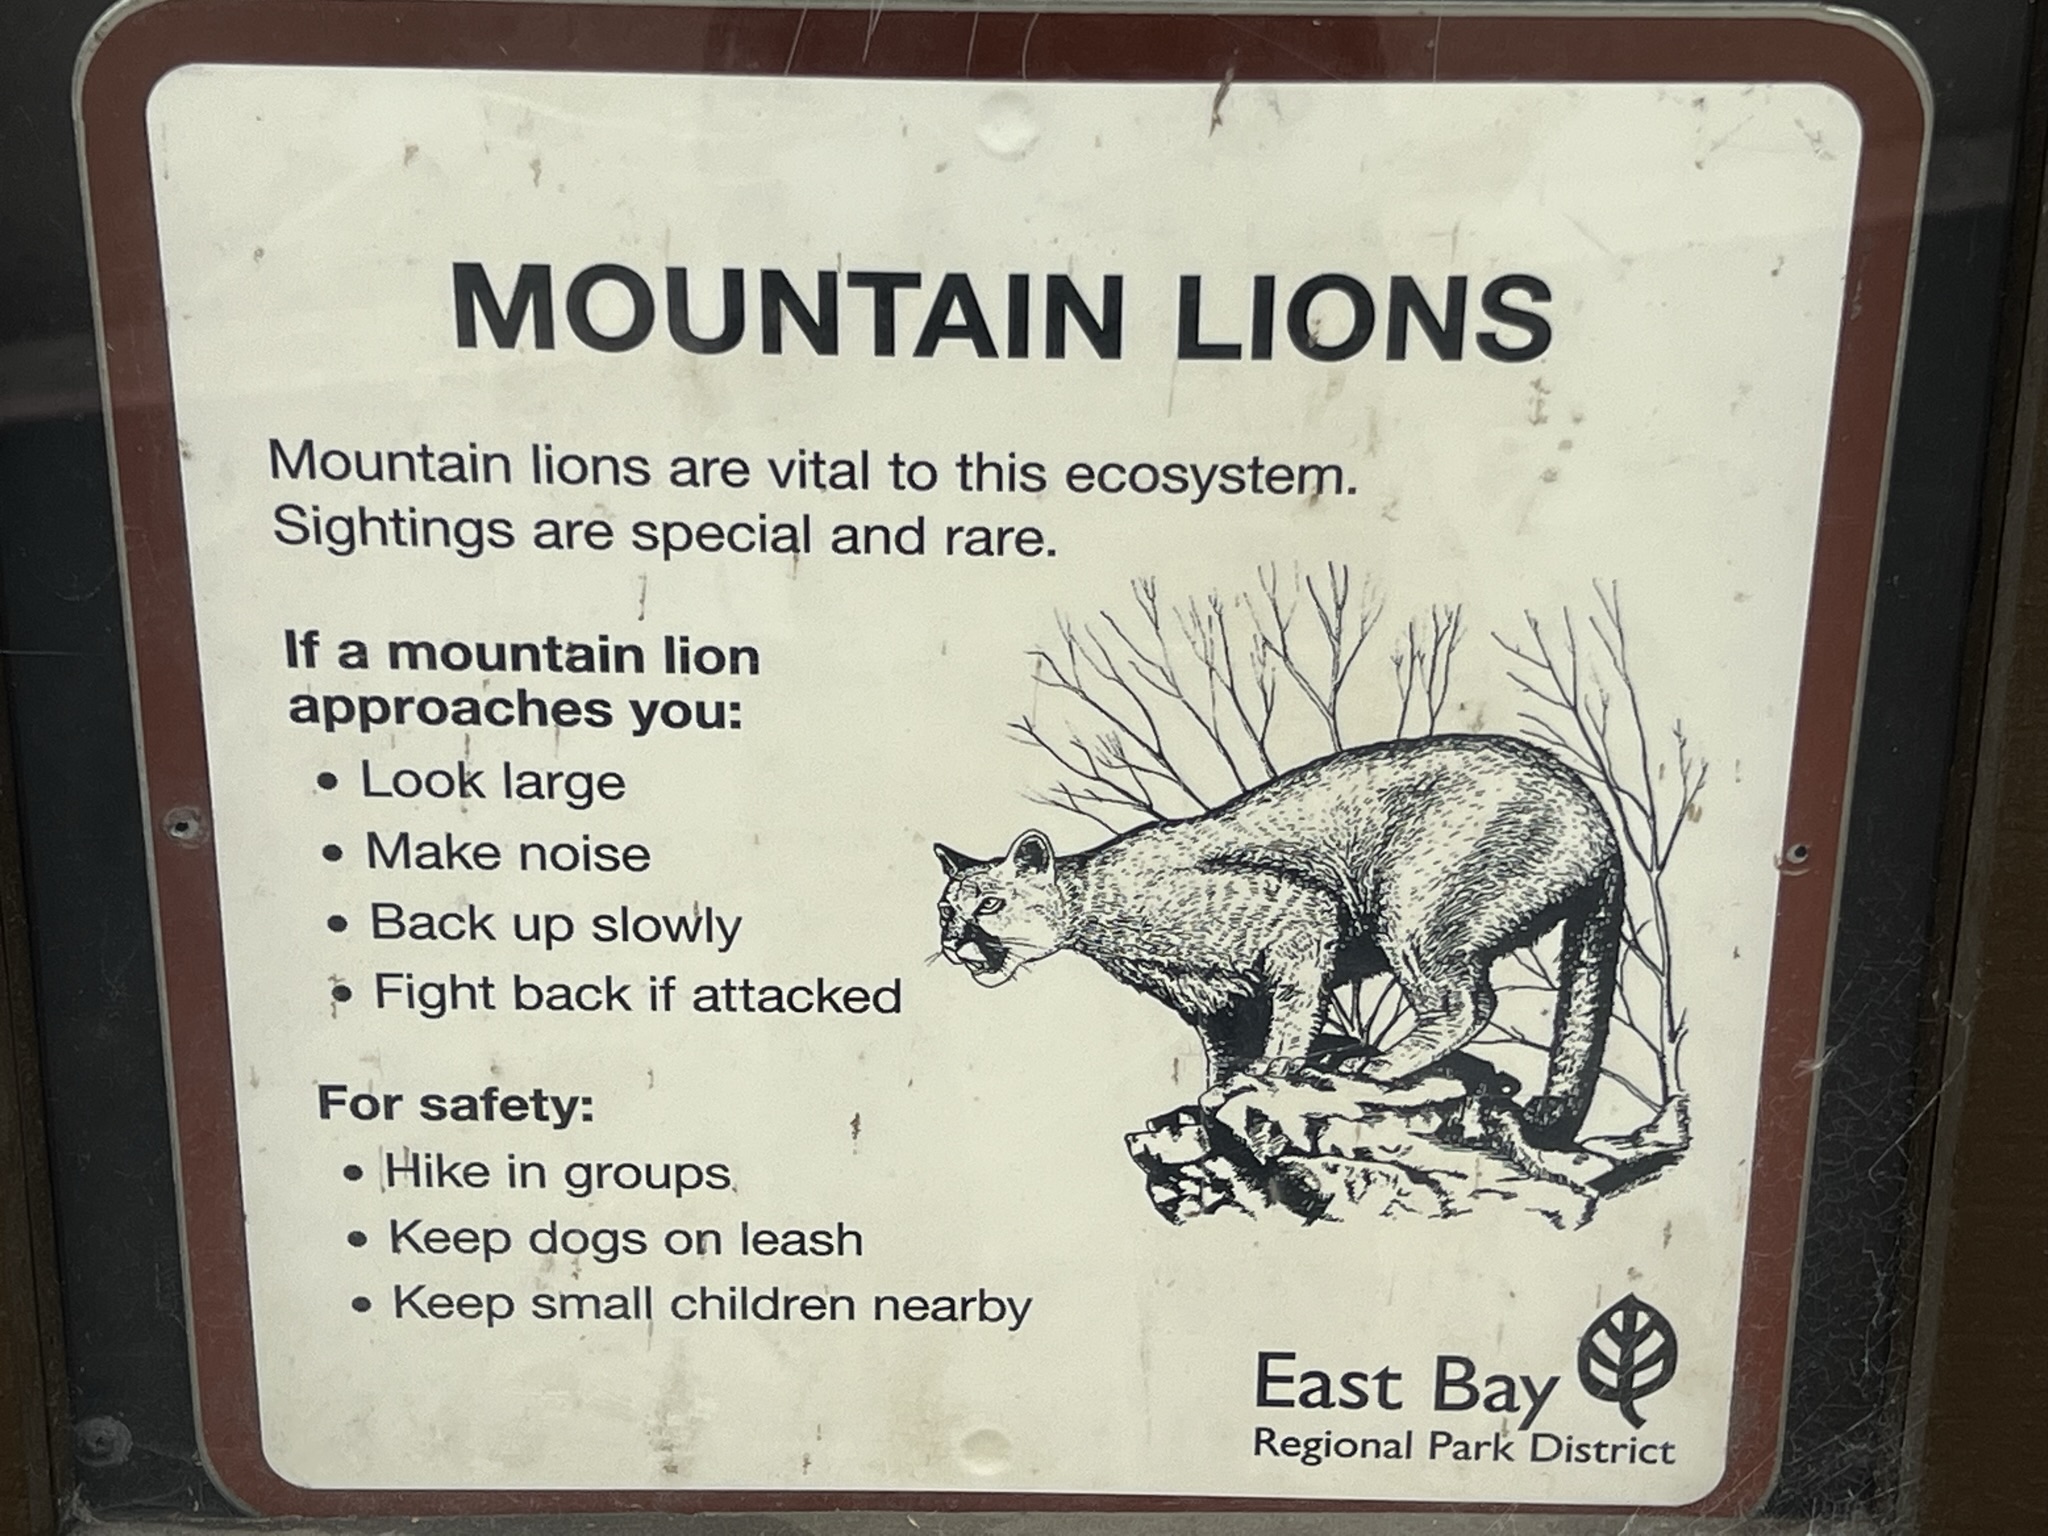 MOUNTAIN LIONS
Mountain lions are vital to this ecosystem.
Sightings are special and rare.
If a mountain lion
approaches you:
• Look large
• Make noise
• Back up slowly
• Fight back if attacked
For safety:
• Hike in groups
• Keep dogs on leash
• Keep small children nearby
East Bay
Regional Park District